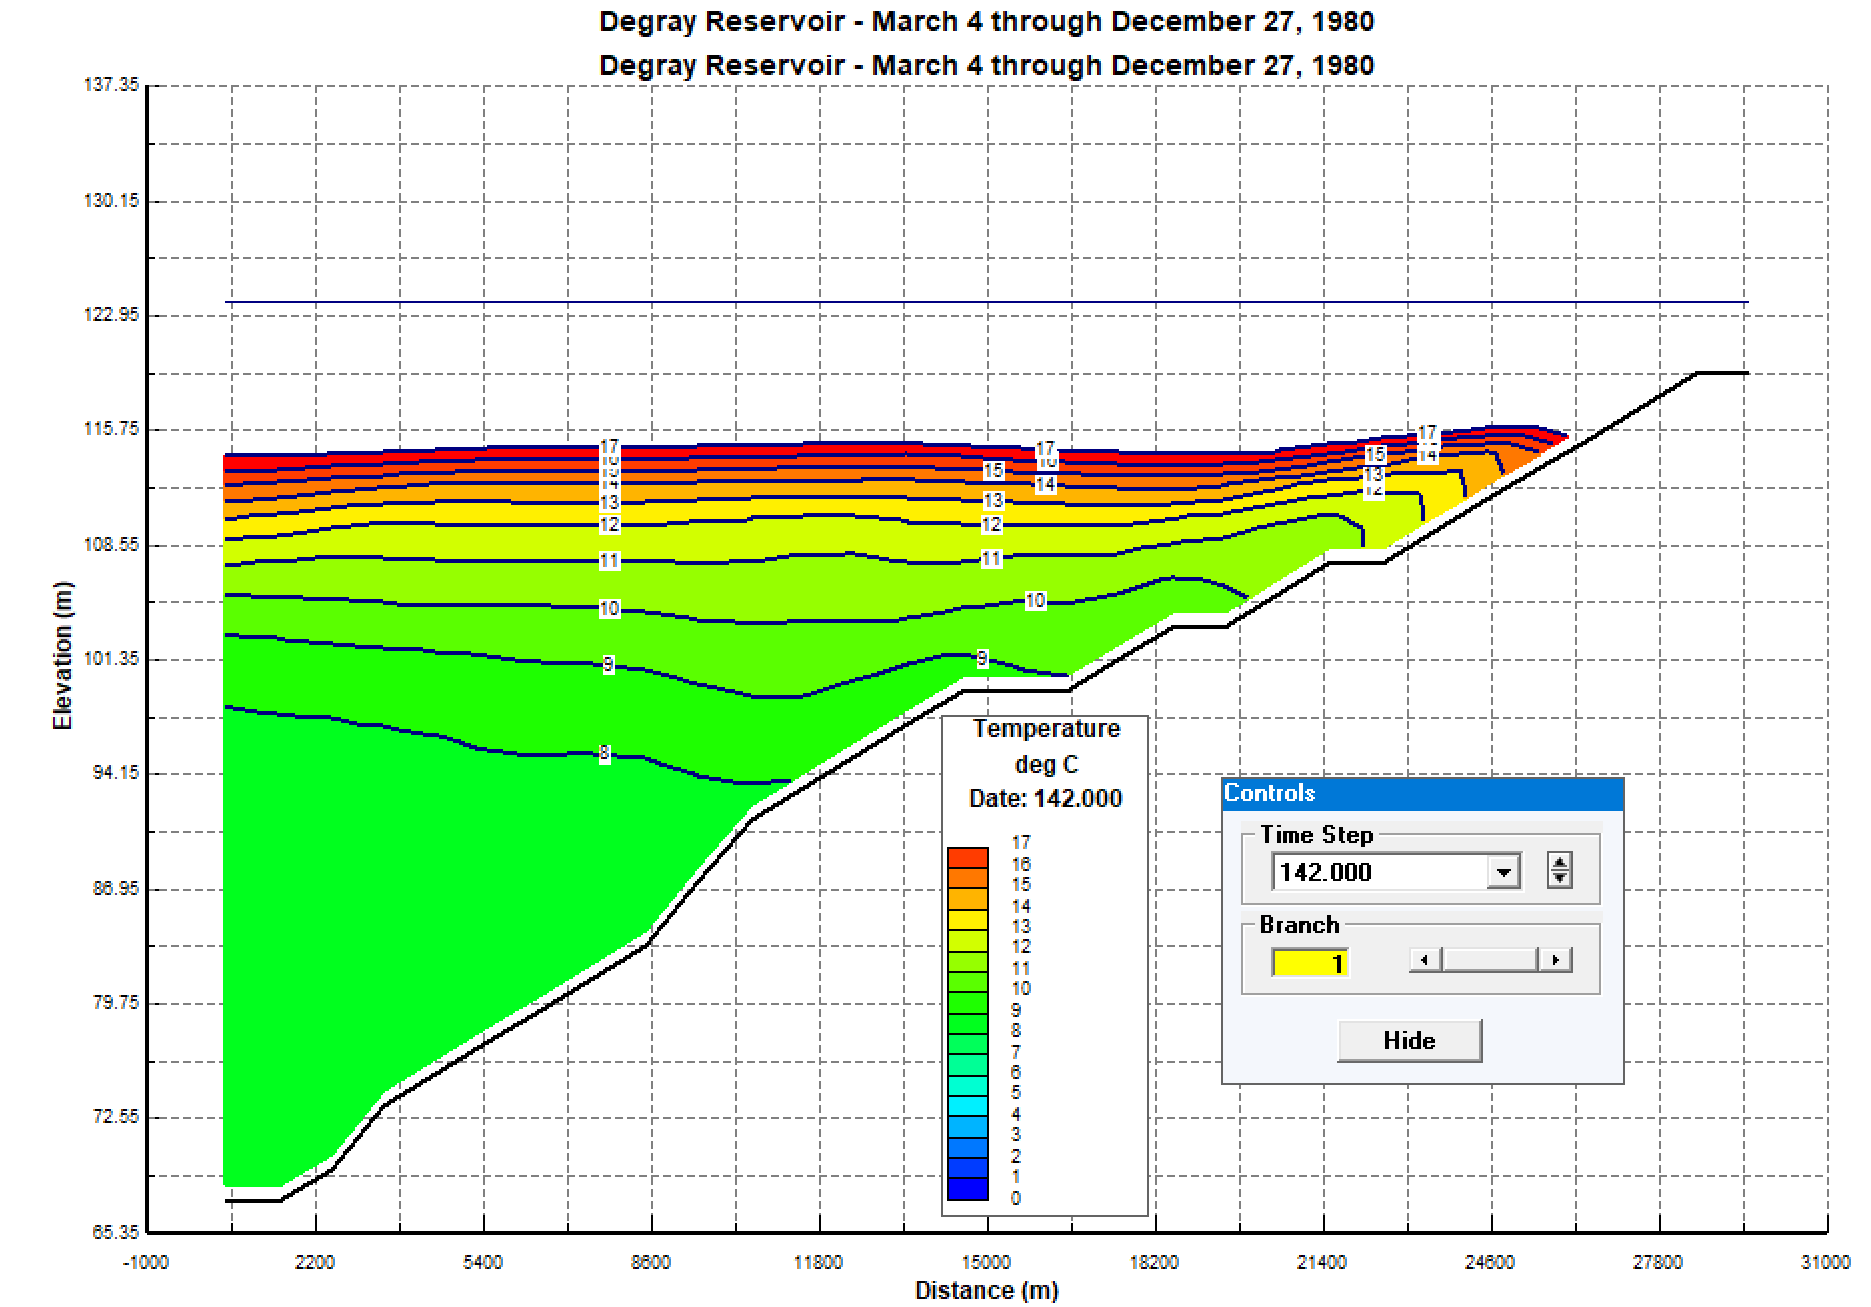 Degray Reservoir - March 4 through December 27, 1980
Degray Reservoir - March 4 through December 27, 1980
137.35
130.15
122.95
115.75
108.55
101.35
94.15
86.95
79.75
72.55
65.35
Elevation (m)
17 17 17
16 16
15 15 15
14 14 14
13 13 13
12 12 12
11 11
10 10
9 9
8
Temperature
deg C
Date: 142.000
17
16
15
14
13
12
11
10
9
8
7
6
5
4
3
2
1
0
Controls
Time Step
142.000
Branch
1
Hide
-1000 2200 5400 8600 11800 15000 18200 21400 24600 27800 31000
Distance (m)